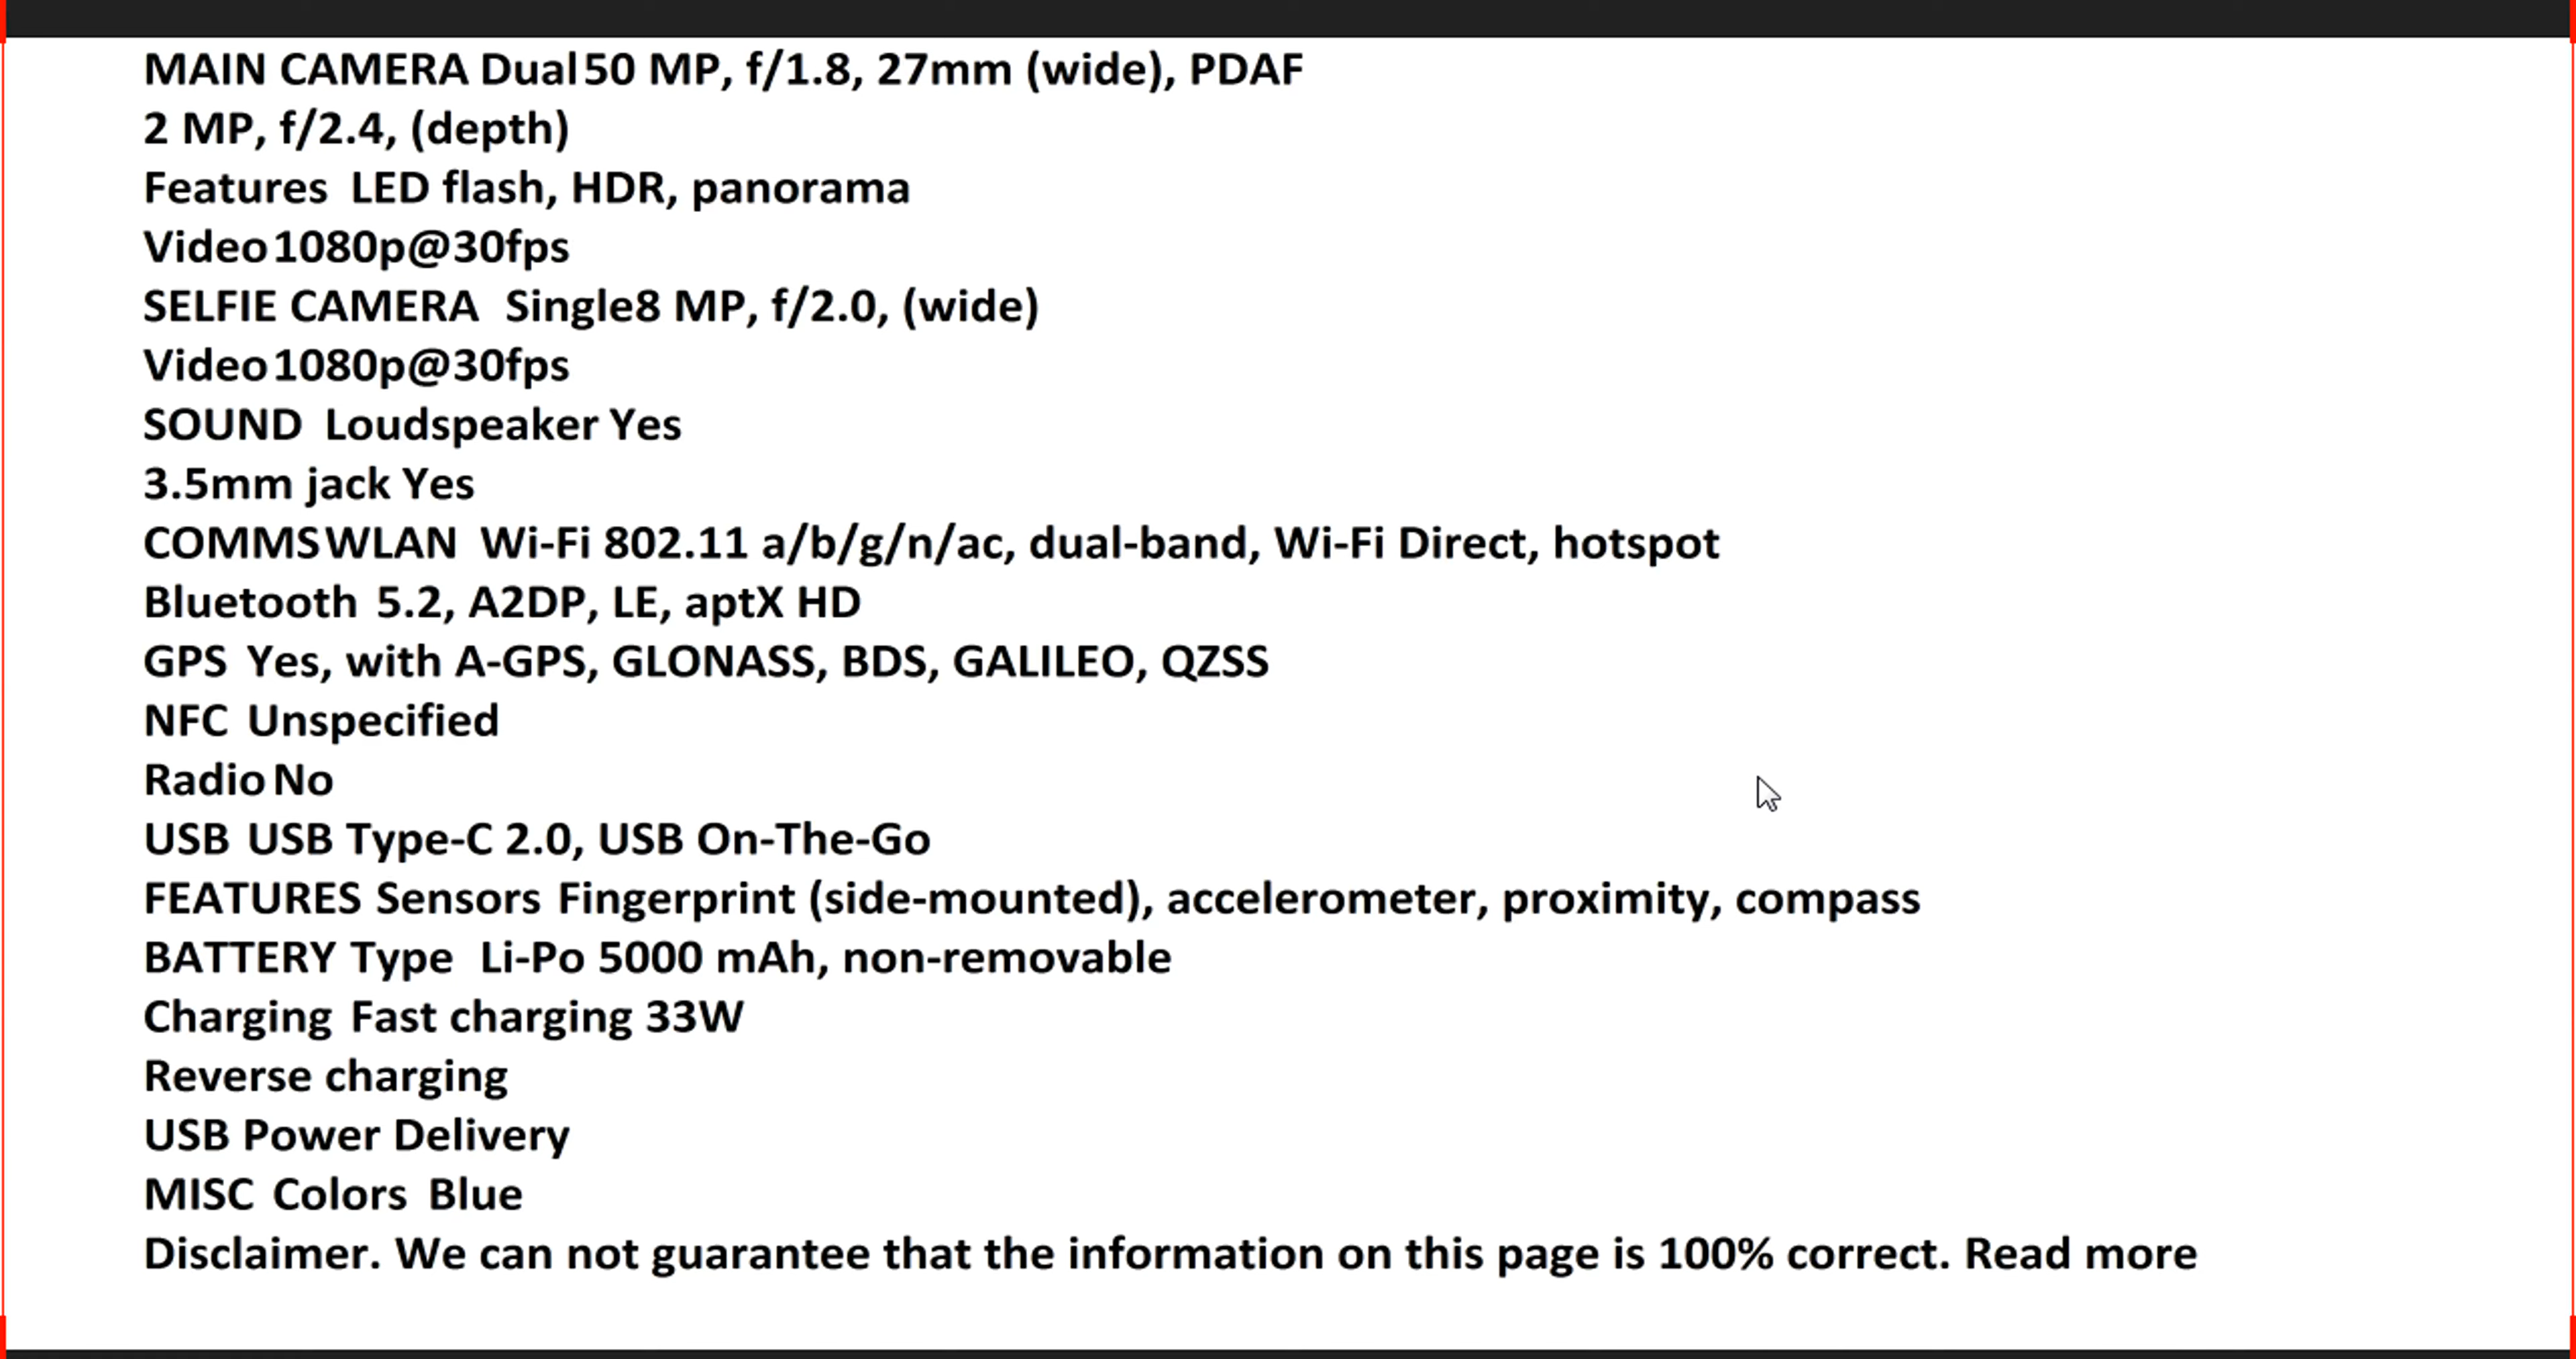 MAIN CAMERA Dual 50 MP, f/1.8, 27mm (wide), PDAF
2 MP, f/2.4, (depth)
Features LED flash, HDR, panorama
Video 1080p@30fps
SELFIE CAMERA Single8 MP, f/2.0, (wide)
Video 1080p@30fps
SOUND Loudspeaker Yes
3.5mm jack Yes
COMMS WLAN Wi-Fi 802.11 a/b/g/n/ac, dual-band, Wi-Fi Direct, hotspot
Bluetooth 5.2, A2DP, LE, aptX HD
GPS Yes, with A-GPS, GLONASS, BDS, GALILEO, QZSS
NFC Unspecified
Radio No
USB USB Type-C 2.0, USB On-The-Go
FEATURES Sensors Fingerprint (side-mounted), accelerometer, proximity, compass
BATTERY Type Li-Po 5000 mAh, non-removable
Charging Fast charging 33W
Reverse charging
USB Power Delivery
MISC Colors Blue
Disclaimer. We can not guarantee that the information on this page is 100% correct. Read more